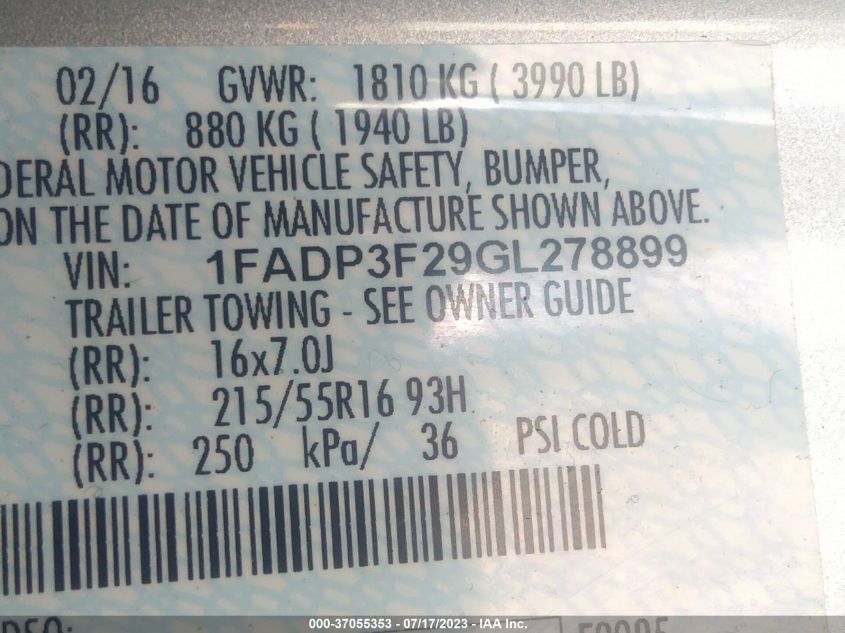 02/16 GVWR: 1810 KG ( 3990 LB)
(RR): 880 KG ( 1940 LB)
DERAL MOTOR VEHICLE SAFETY, BUMPER,
ON THE DATE OF MANUFACTURE SHOWN ABOVE.
VIN: 1FADP3F29GL278899
TRAILER TOWING - SEE OWNER GUIDE
(RR): 16x7.0J
(RR): 215/55R16 93H
(RR): 250 kPa/ 36 PSI COLD
000-37055353 - 07/17/2023 - IAA Inc.